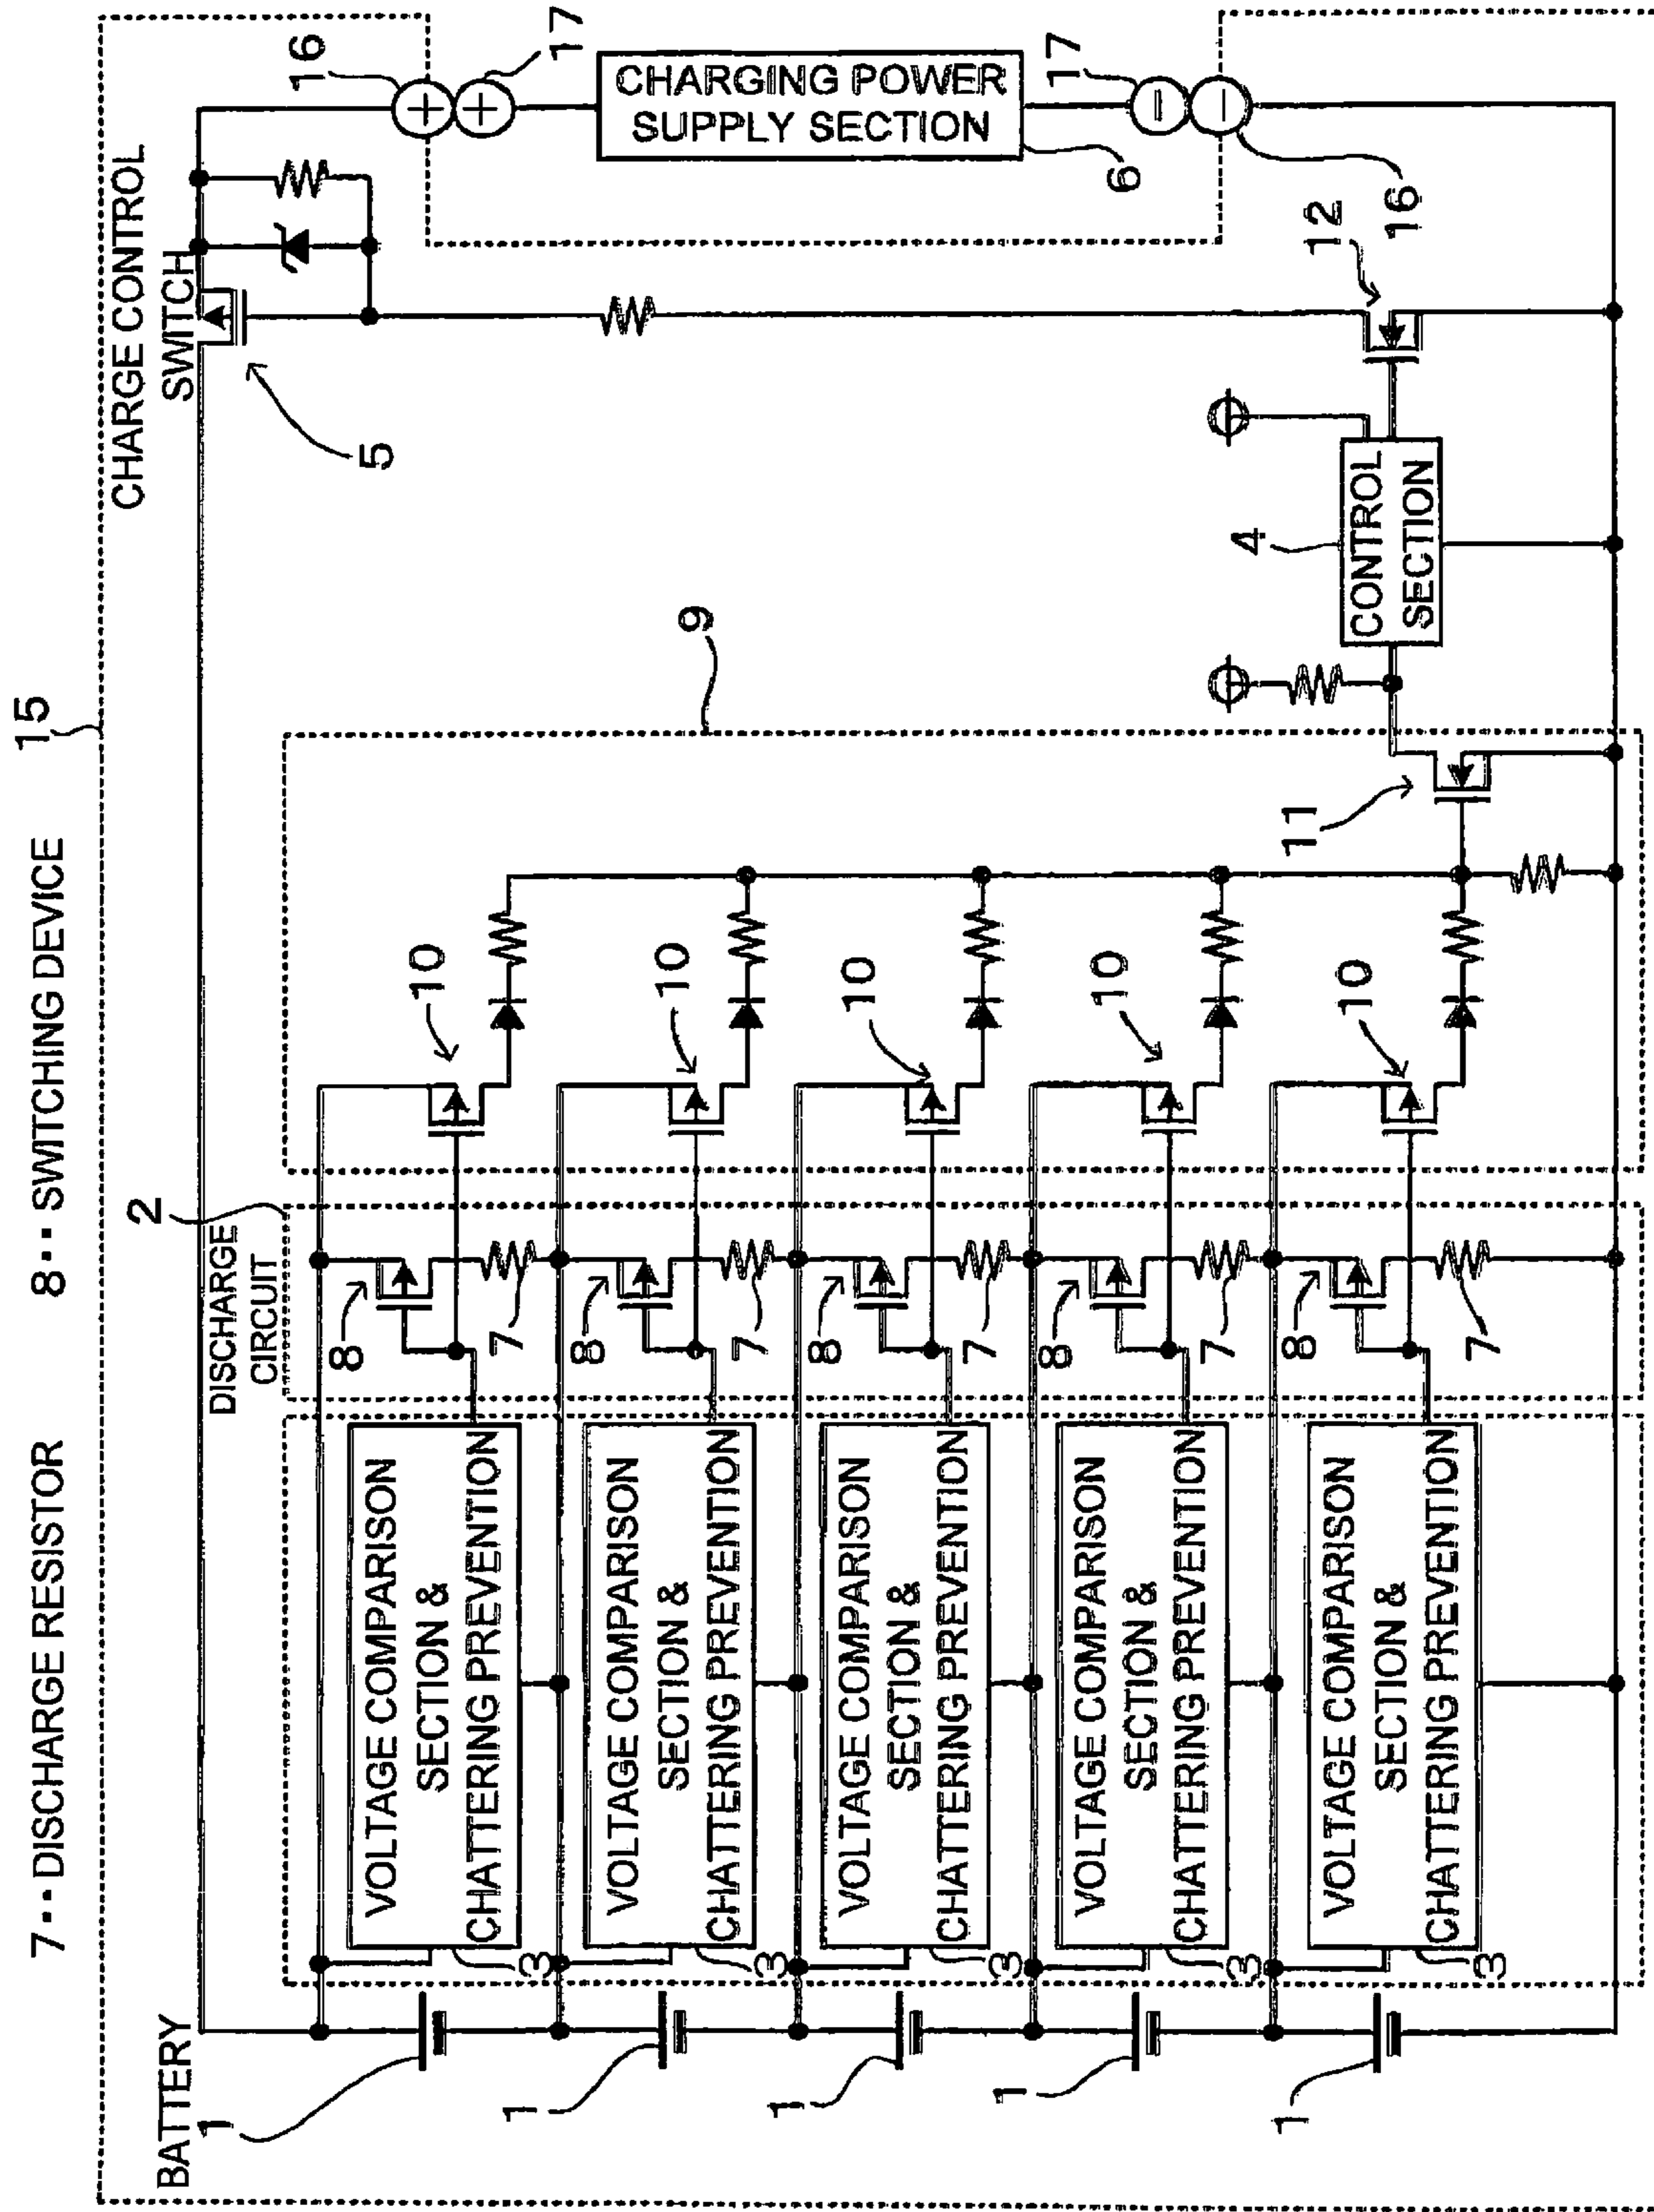 7･･DISCHARGE RESISTOR
8･･SWITCHING DEVICE
15
BATTERY
CHARGE CONTROL
SWITCH
5
16
17
CHARGING POWER
SUPPLY SECTION
6
17
16
12
4
CONTROL
SECTION
9
11
DISCHARGE
CIRCUIT
2
1
VOLTAGE COMPARISON
SECTION &
CHATTERING PREVENTION
3
8
7
10
1
VOLTAGE COMPARISON
SECTION &
CHATTERING PREVENTION
3
8
7
10
1
VOLTAGE COMPARISON
SECTION &
CHATTERING PREVENTION
3
8
7
10
1
VOLTAGE COMPARISON
SECTION &
CHATTERING PREVENTION
3
8
7
10
1
VOLTAGE COMPARISON
SECTION &
CHATTERING PREVENTION
3
8
7
10